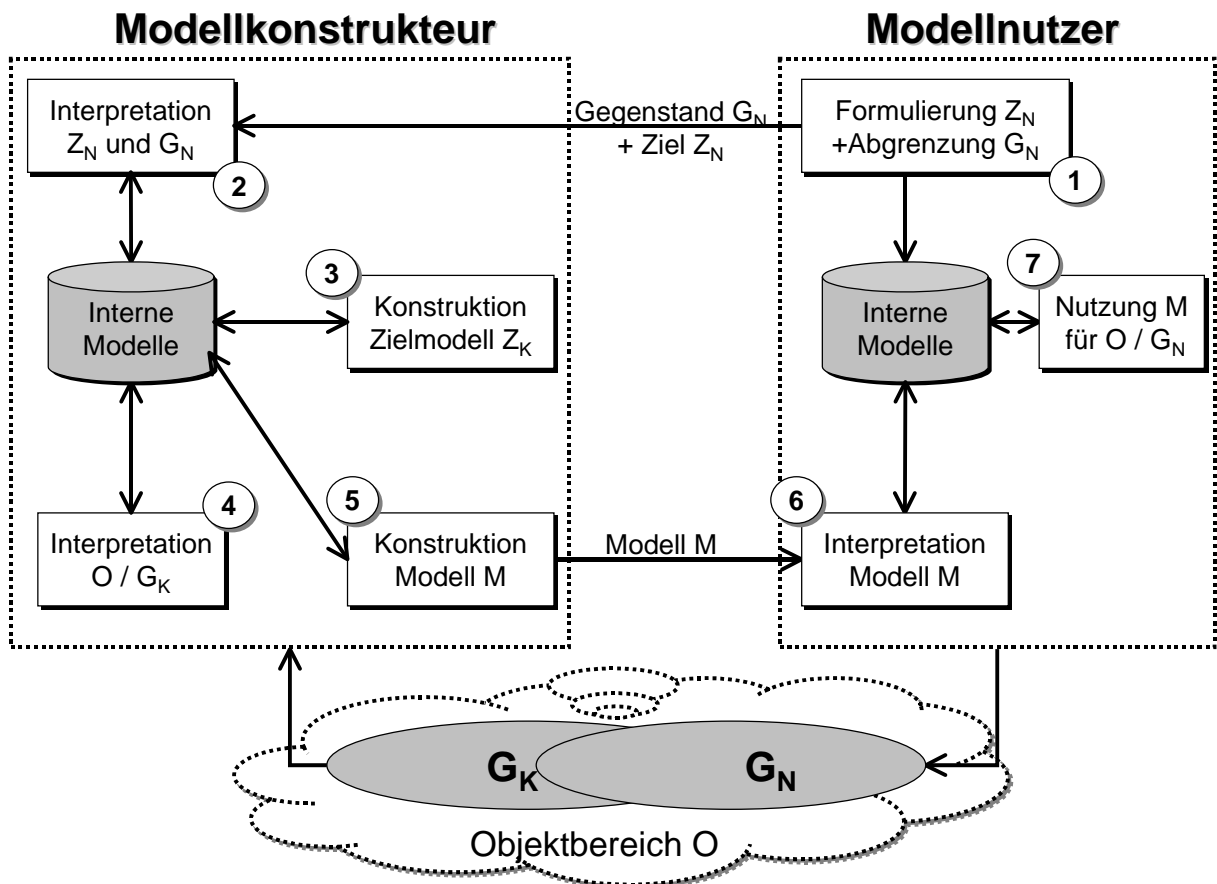 Modellkonstrukteur
Modellnutzer
Interpretation
Z_N und G_N
2
Gegenstand G_N
+ Ziel Z_N
Formulierung Z_N
+Abgrenzung G_N
1
Interne
Modelle
3
Konstruktion
Zielmodell Z_K
Interne
Modelle
7
Nutzung M
für O / G_N
4
Interpretation
O / G_K
5
Konstruktion
Modell M
Modell M
6
Interpretation
Modell M
G_K
G_N
Objektbereich O